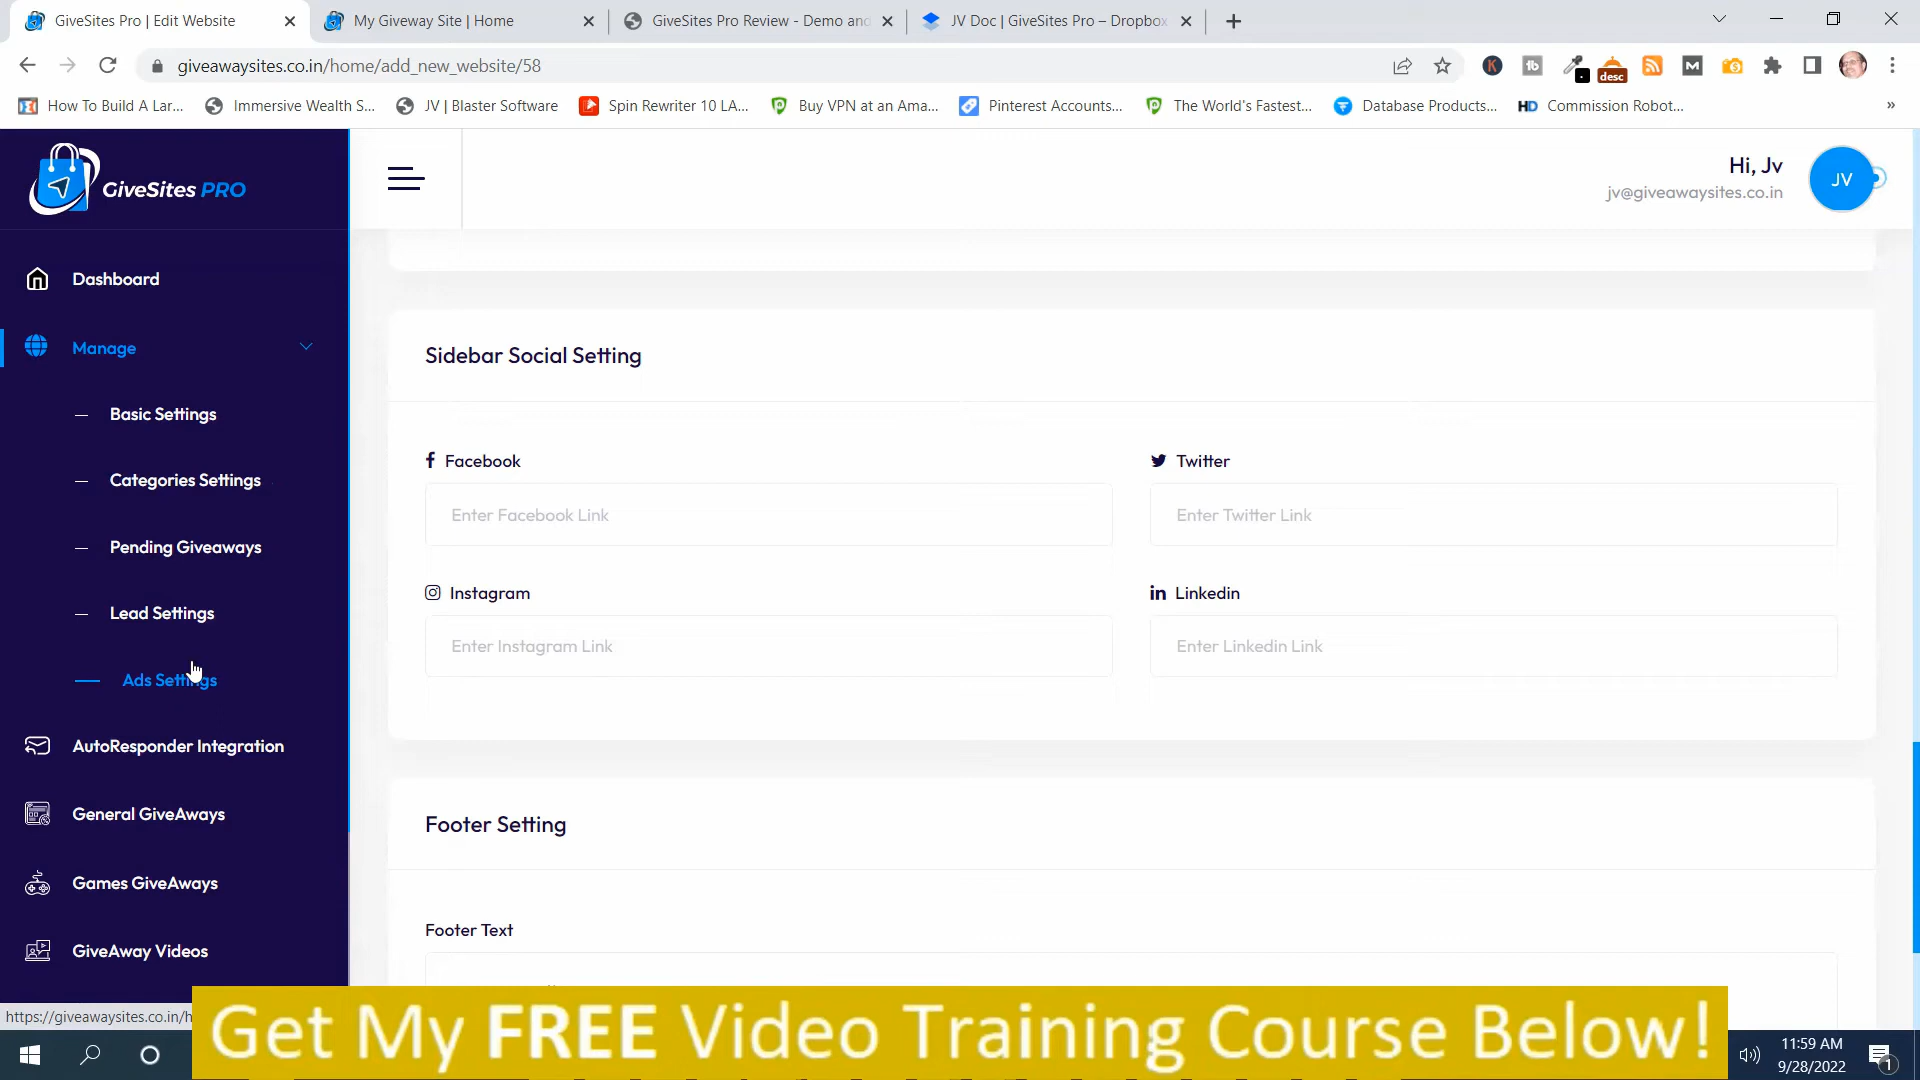 GiveSites Pro | Edit Website
My Giveway Site | Home
GiveSites Pro Review - Demo and
JV Doc | GiveSites Pro – Dropbox
giveawaysites.co.in/home/add_new_website/58
desc
How To Build A Lar...
Immersive Wealth S...
JV | Blaster Software
Spin Rewriter 10 LA...
Buy VPN at an Ama...
Pinterest Accounts...
The World's Fastest...
Database Products...
HD Commission Robot...
GiveSites PRO
Hi, Jv
jv@giveawaysites.co.in
JV
Dashboard
Manage
Basic Settings
Categories Settings
Pending Giveaways
Lead Settings
Ads Settings
AutoResponder Integration
General GiveAways
Games GiveAways
GiveAway Videos
Sidebar Social Setting
Facebook
Enter Facebook Link
Twitter
Enter Twitter Link
Instagram
Enter Instagram Link
Linkedin
Enter Linkedin Link
Footer Setting
Footer Text
https://giveawaysites.co.in/h
Get My FREE Video Training Course Below!
11:59 AM
9/28/2022
1